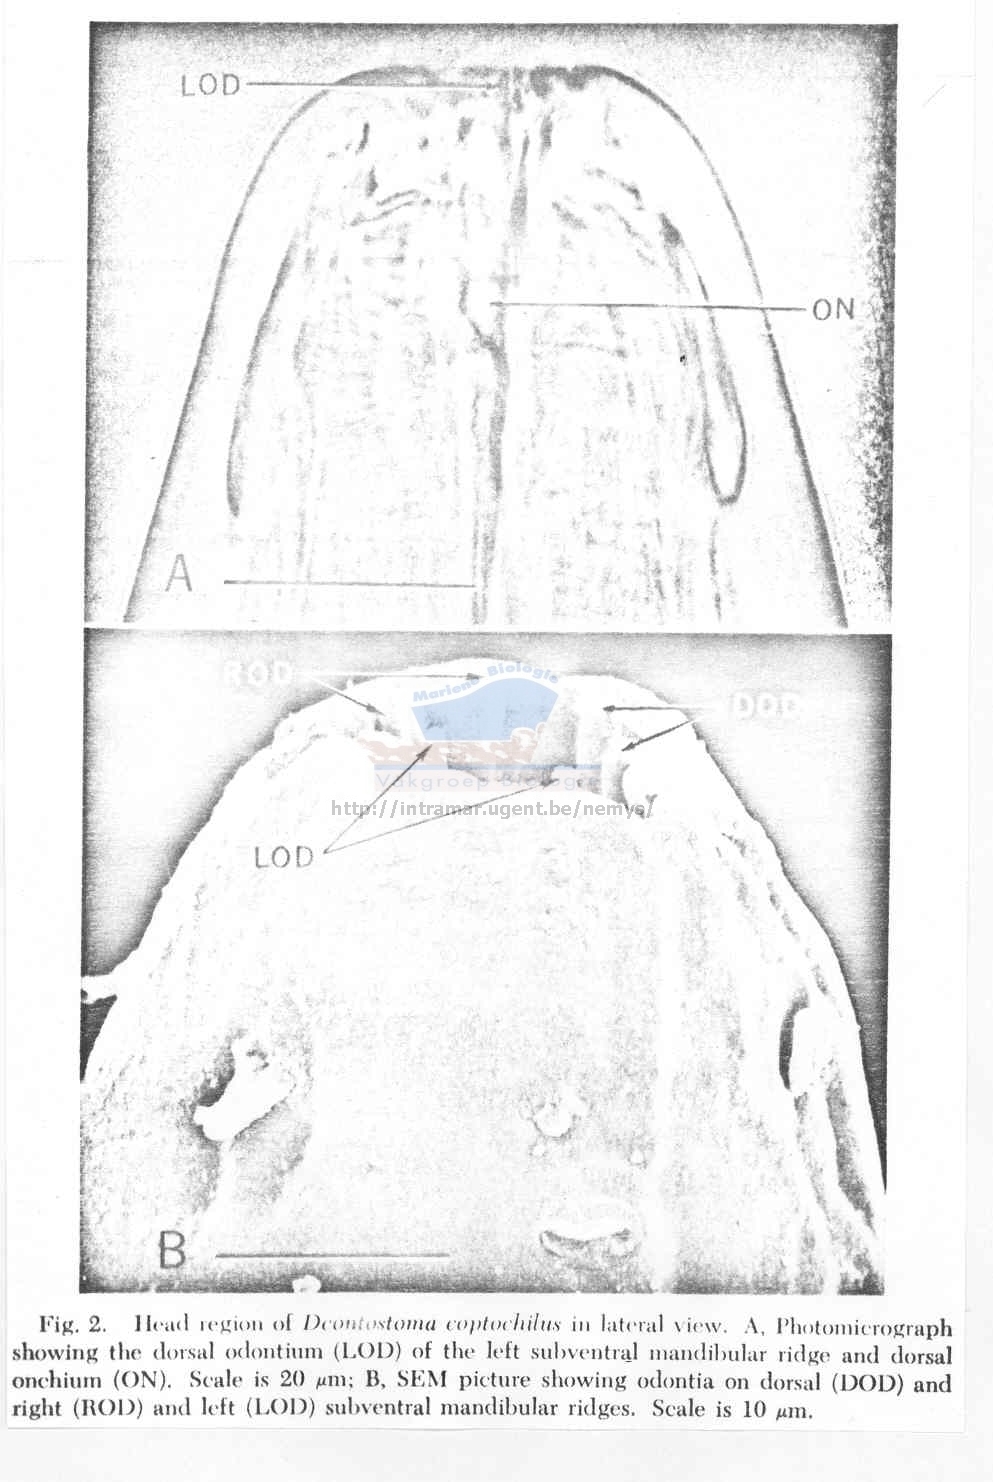 LOD
ON
A
ROD
Mariene Biologie
DOD
Vakgroep Biologie
http://intramar.ugent.be/nemys/
LOD
B
Fig. 2. Head region of Deontostoma coptochilus in lateral view. A, Photomicrograph
showing the dorsal odontium (LOD) of the left subventral mandibular ridge and dorsal
onchium (ON). Scale is 20 μm; B, SEM picture showing odontia on dorsal (DOD) and
right (ROD) and left (LOD) subventral mandibular ridges. Scale is 10 μm.